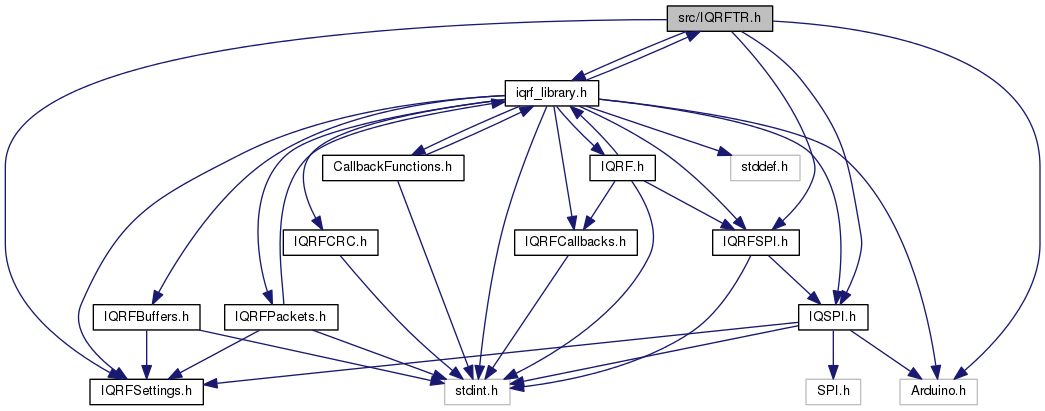 src/IQRFTR.h
iqrf_library.h
CallbackFunctions.h
IQRF.h
stddef.h
IQRFCRC.h
IQRFCallbacks.h
IQRFSPI.h
IQRFBuffers.h
IQRFPackets.h
IQSPI.h
IQRFSettings.h
stdint.h
SPI.h
Arduino.h